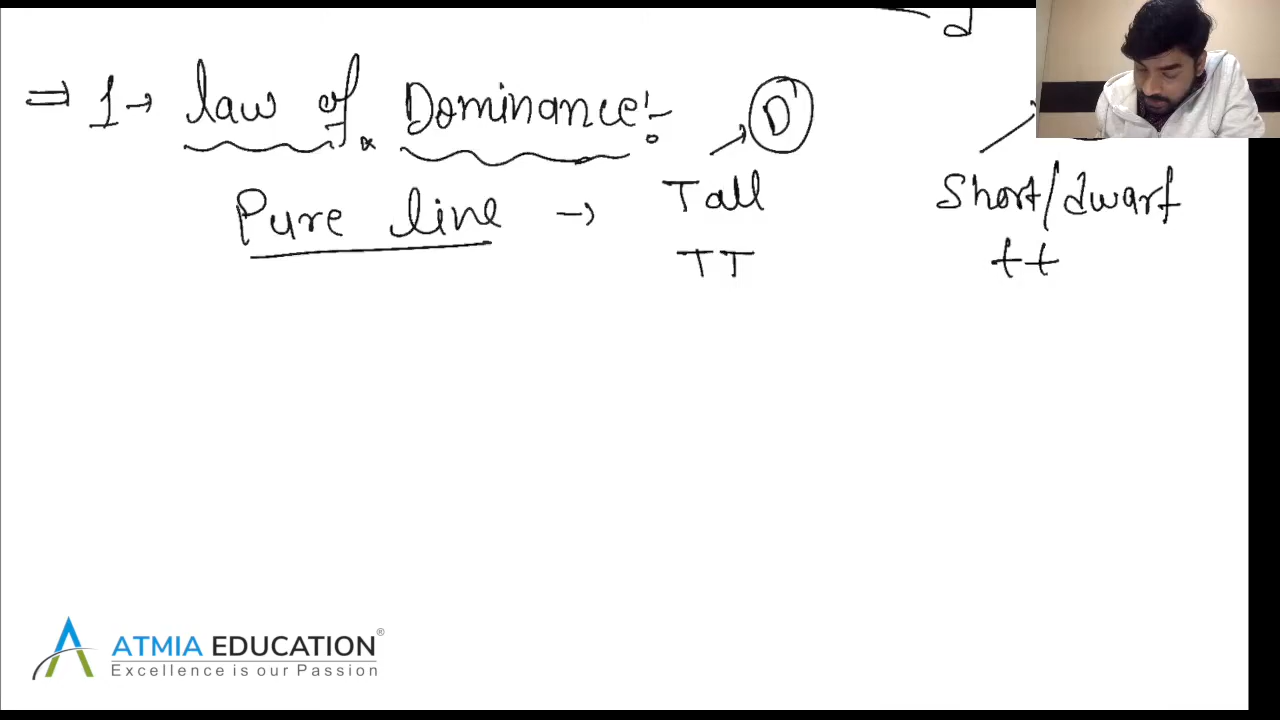 ⇒ 1→ law of Dominance:-
D
Pure line → Tall Short/dwarf
TT tt
ATMIA EDUCATION®
Excellence is our Passion